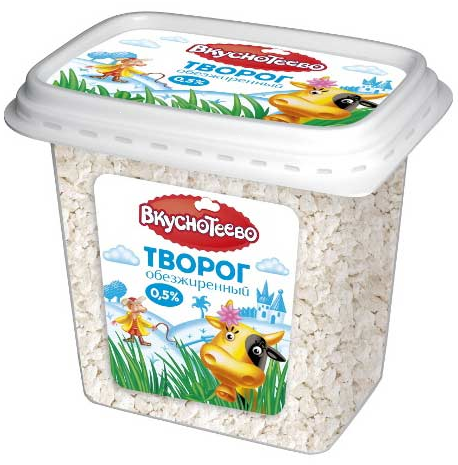 ВКУСНОТЕЕВО
ТВОРОГ
обезжиренный
0,5%
ВКУСНОТЕЕВО
ТВОРОГ
обезжиренный
0,5%